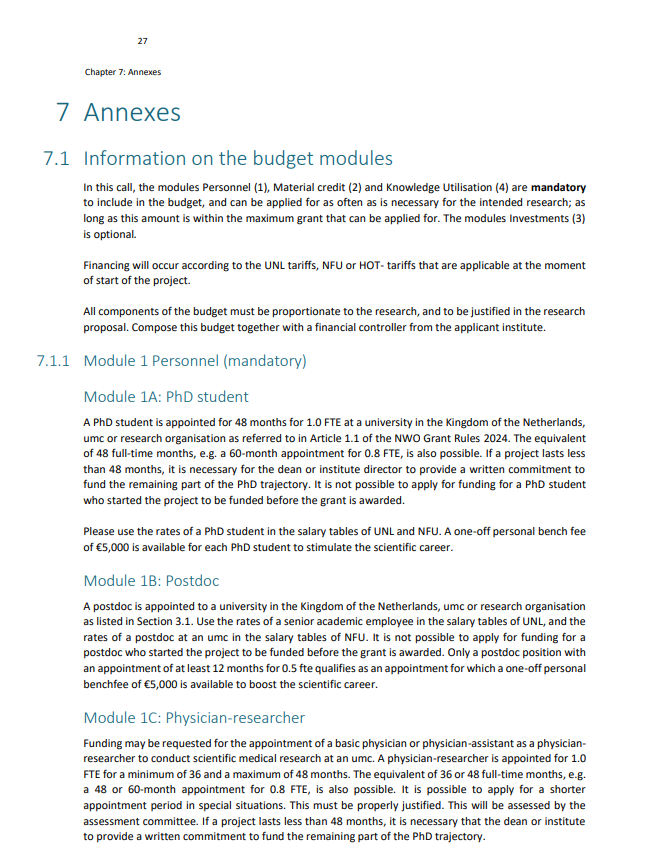 27
Chapter 7: Annexes
7 Annexes
7.1 Information on the budget modules
In this call, the modules Personnel (1), Material credit (2) and Knowledge Utilisation (4) are mandatory
to include in the budget, and can be applied for as often as is necessary for the intended research; as
long as this amount is within the maximum grant that can be applied for. The modules Investments (3)
is optional.
Financing will occur according to the UNL tariffs, NFU or HOT- tariffs that are applicable at the moment
of start of the project.
All components of the budget must be proportionate to the research, and to be justified in the research
proposal. Compose this budget together with a financial controller from the applicant institute.
7.1.1 Module 1 Personnel (mandatory)
Module 1A: PhD student
A PhD student is appointed for 48 months for 1.0 FTE at a university in the Kingdom of the Netherlands,
umc or research organisation as referred to in Article 1.1 of the NWO Grant Rules 2024. The equivalent
of 48 full-time months, e.g. a 60-month appointment for 0.8 FTE, is also possible. If a project lasts less
than 48 months, it is necessary for the dean or institute director to provide a written commitment to
fund the remaining part of the PhD trajectory. It is not possible to apply for funding for a PhD student
who started the project to be funded before the grant is awarded.
Please use the rates of a PhD student in the salary tables of UNL and NFU. A one-off personal bench fee
of €5,000 is available for each PhD student to stimulate the scientific career.
Module 1B: Postdoc
A postdoc is appointed to a university in the Kingdom of the Netherlands, umc or research organisation
as listed in Section 3.1. Use the rates of a senior academic employee in the salary tables of UNL, and the
rates of a postdoc at an umc in the salary tables of NFU. It is not possible to apply for funding for a
postdoc who started the project to be funded before the grant is awarded. Only a postdoc position with
an appointment of at least 12 months for 0.5 fte qualifies as an appointment for which a one-off personal
benchfee of €5,000 is available to boost the scientific career.
Module 1C: Physician-researcher
Funding may be requested for the appointment of a basic physician or physician-assistant as a physician-
researcher to conduct scientific medical research at an umc. A physician-researcher is appointed for 1.0
FTE for a minimum of 36 and a maximum of 48 months. The equivalent of 36 or 48 full-time months, e.g.
a 48 or 60-month appointment for 0.8 FTE, is also possible. It is possible to apply for a shorter
appointment period in special situations. This must be properly justified. This will be assessed by the
assessment committee. If a project lasts less than 48 months, it is necessary that the dean or institute
to provide a written commitment to fund the remaining part of the PhD trajectory.